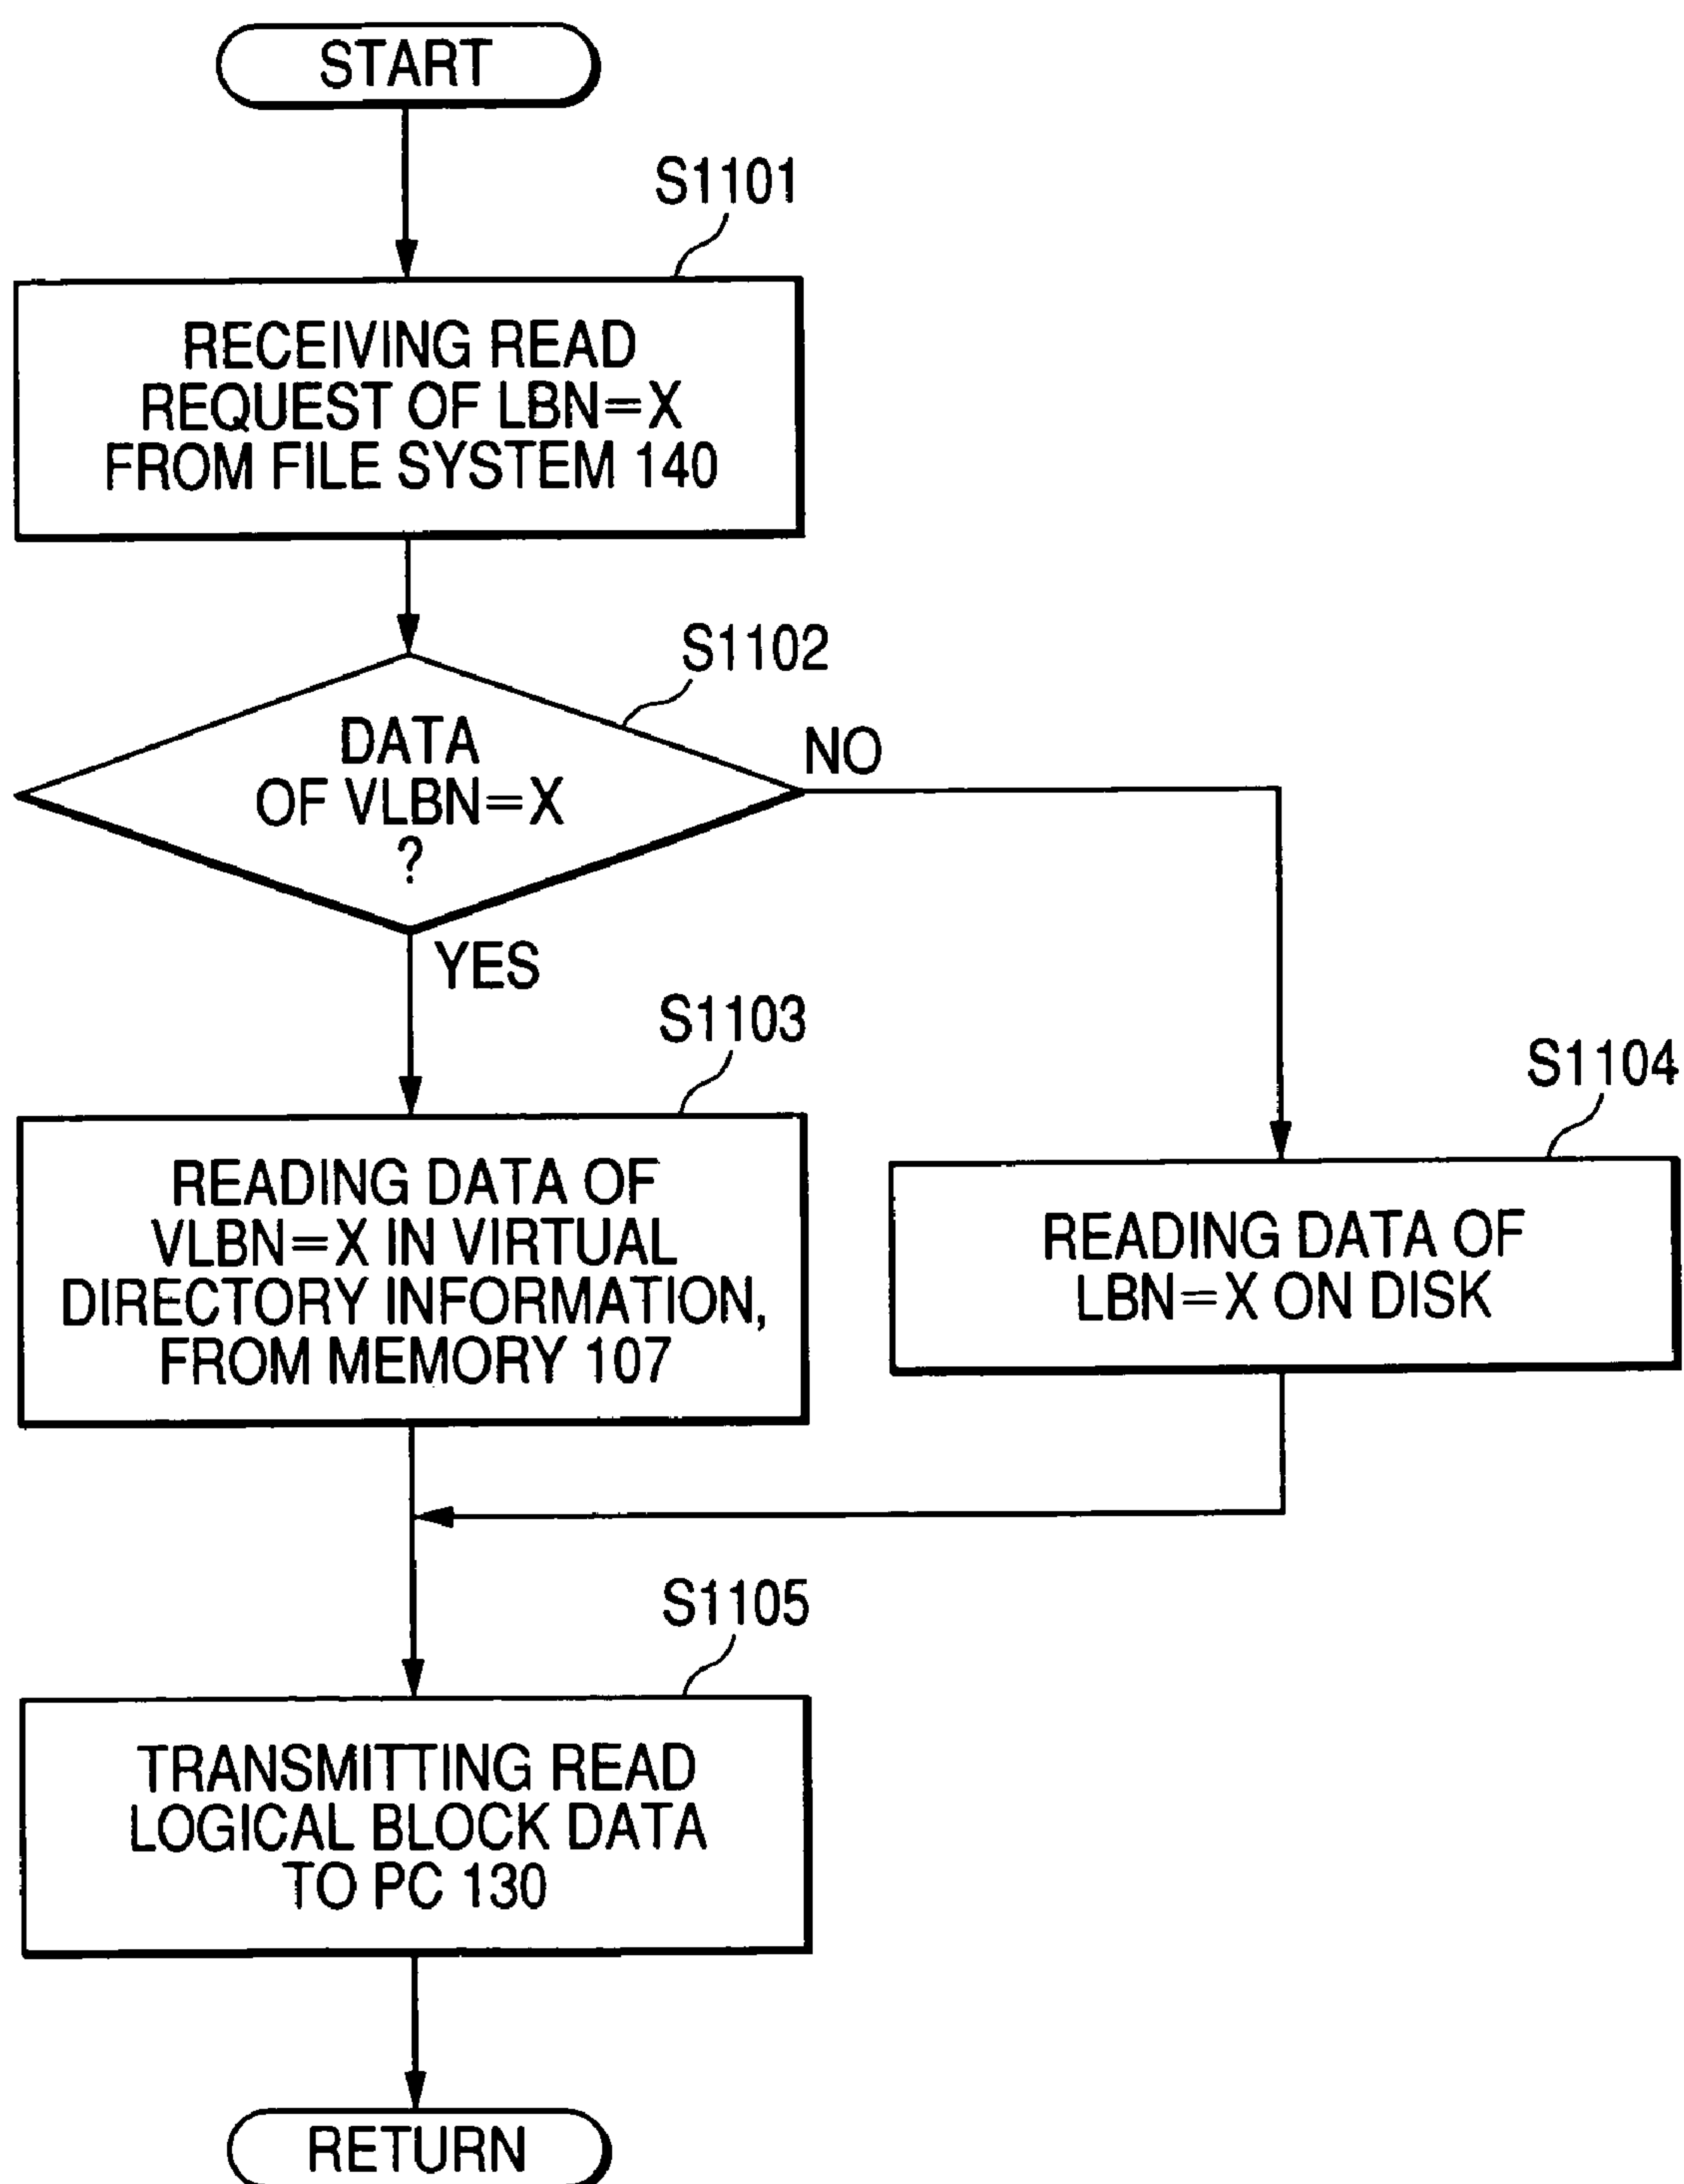 START
S1101
RECEIVING READ
REQUEST OF LBN=X
FROM FILE SYSTEM 140
S1102
DATA
OF VLBN=X
?
NO
YES
S1103
READING DATA OF
VLBN=X IN VIRTUAL
DIRECTORY INFORMATION,
FROM MEMORY 107
S1104
READING DATA OF
LBN=X ON DISK
S1105
TRANSMITTING READ
LOGICAL BLOCK DATA
TO PC 130
RETURN